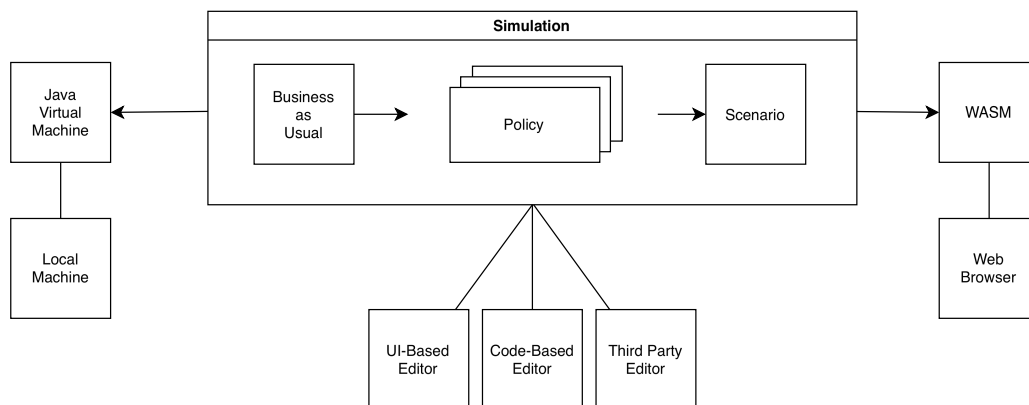 Simulation
Java
Virtual
Machine
Business
as
Usual
Policy
Scenario
WASM
Local
Machine
Web
Browser
UI-Based
Editor
Code-Based
Editor
Third Party
Editor